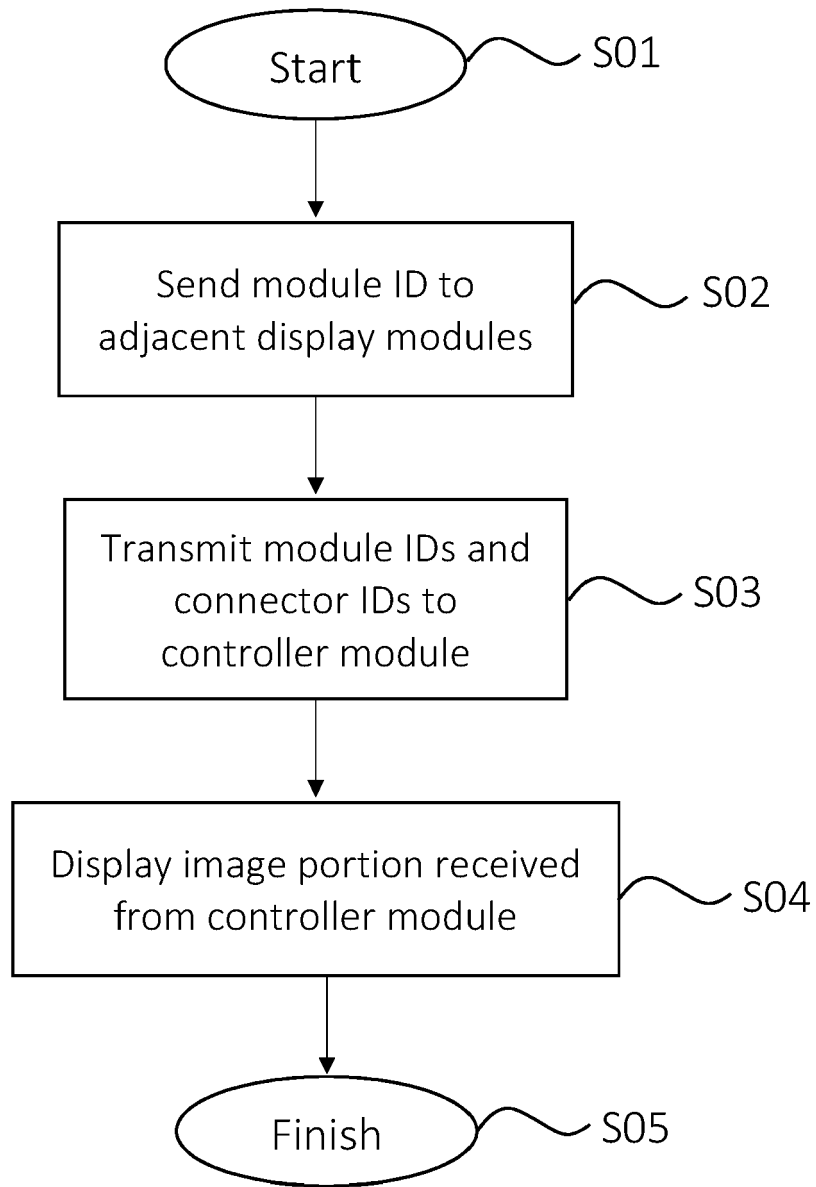 Start
S01
Send module ID to
adjacent display modules
S02
Transmit module IDs and
connector IDs to
controller module
S03
Display image portion received
from controller module
S04
Finish
S05